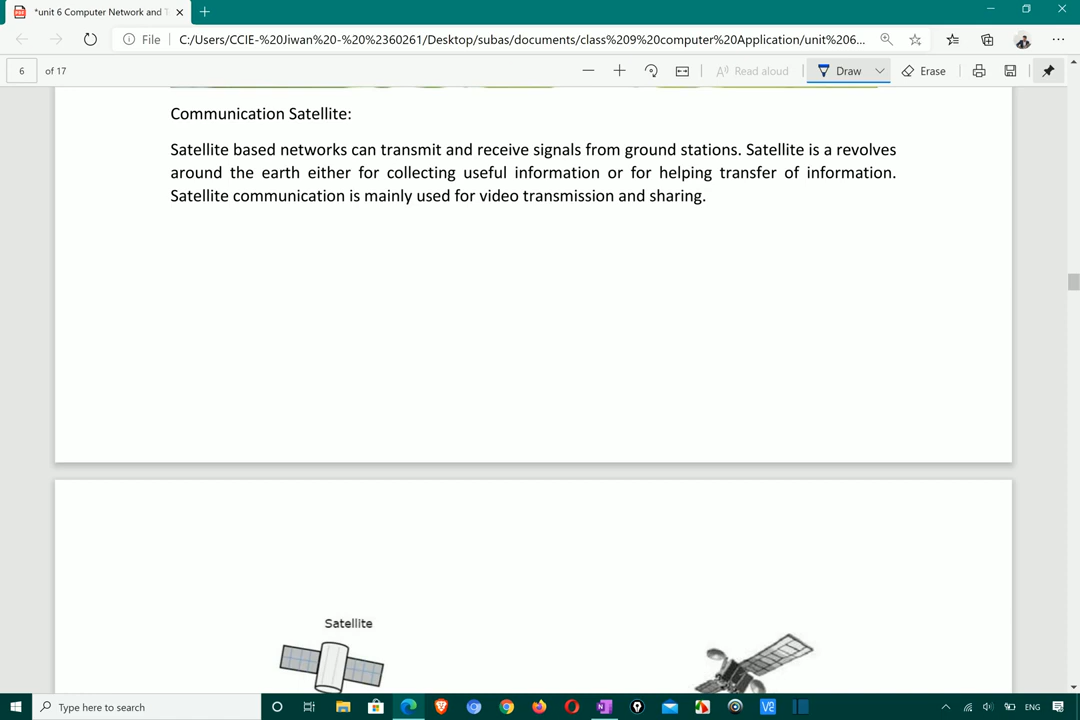 *unit 6 Computer Network and T
File
C:/Users/CCIE-%20Jiwan%20-%20%2360261/Desktop/subas/documents/class%209%20computer%20Application/unit%206...
6 of 17
Read aloud
Draw
Erase
Communication Satellite:
Satellite based networks can transmit and receive signals from ground stations. Satellite is a revolves
around the earth either for collecting useful information or for helping transfer of information.
Satellite communication is mainly used for video transmission and sharing.
Satellite
Type here to search
ENG